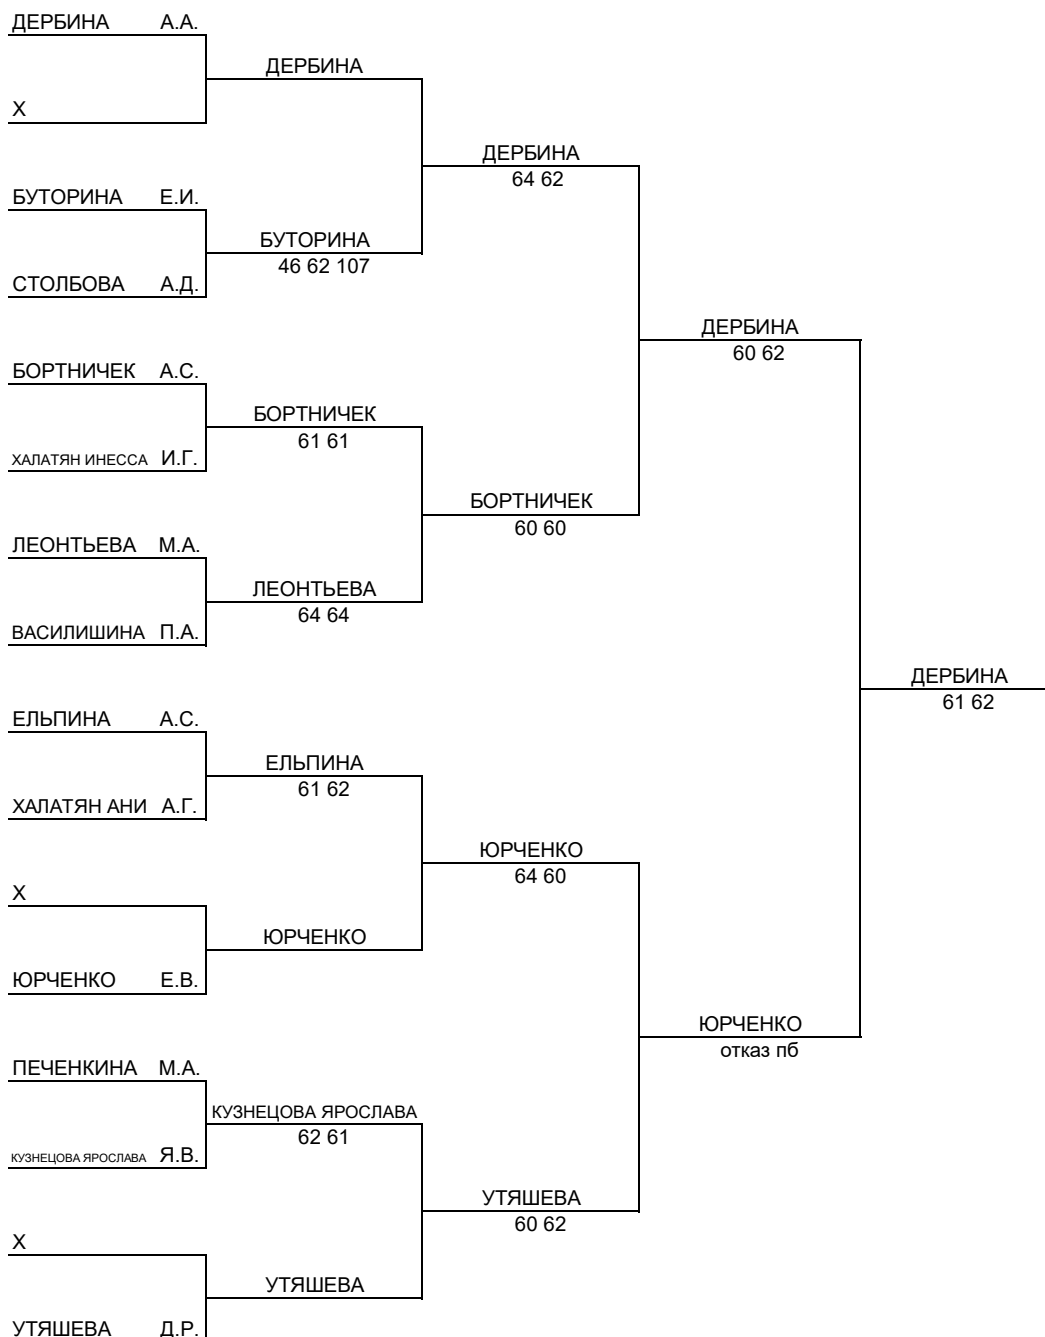 ДЕРБИНА А.А.
ДЕРБИНА
X
ДЕРБИНА
64 62
БУТОРИНА Е.И.
БУТОРИНА
46 62 107
СТОЛБОВА А.Д.
ДЕРБИНА
60 62
БОРТНИЧЕК А.С.
БОРТНИЧЕК
61 61
ХАЛАТЯН ИНЕССА И.Г.
БОРТНИЧЕК
60 60
ЛЕОНТЬЕВА М.А.
ЛЕОНТЬЕВА
64 64
ВАСИЛИШИНА П.А.
ДЕРБИНА
61 62
ЕЛЬПИНА А.С.
ЕЛЬПИНА
61 62
ХАЛАТЯН АНИ А.Г.
ЮРЧЕНКО
64 60
X
ЮРЧЕНКО
ЮРЧЕНКО Е.В.
ЮРЧЕНКО
отказ пб
ПЕЧЕНКИНА М.А.
КУЗНЕЦОВА ЯРОСЛАВА
62 61
КУЗНЕЦОВА ЯРОСЛАВА Я.В.
УТЯШЕВА
60 62
X
УТЯШЕВА
УТЯШЕВА Д.Р.